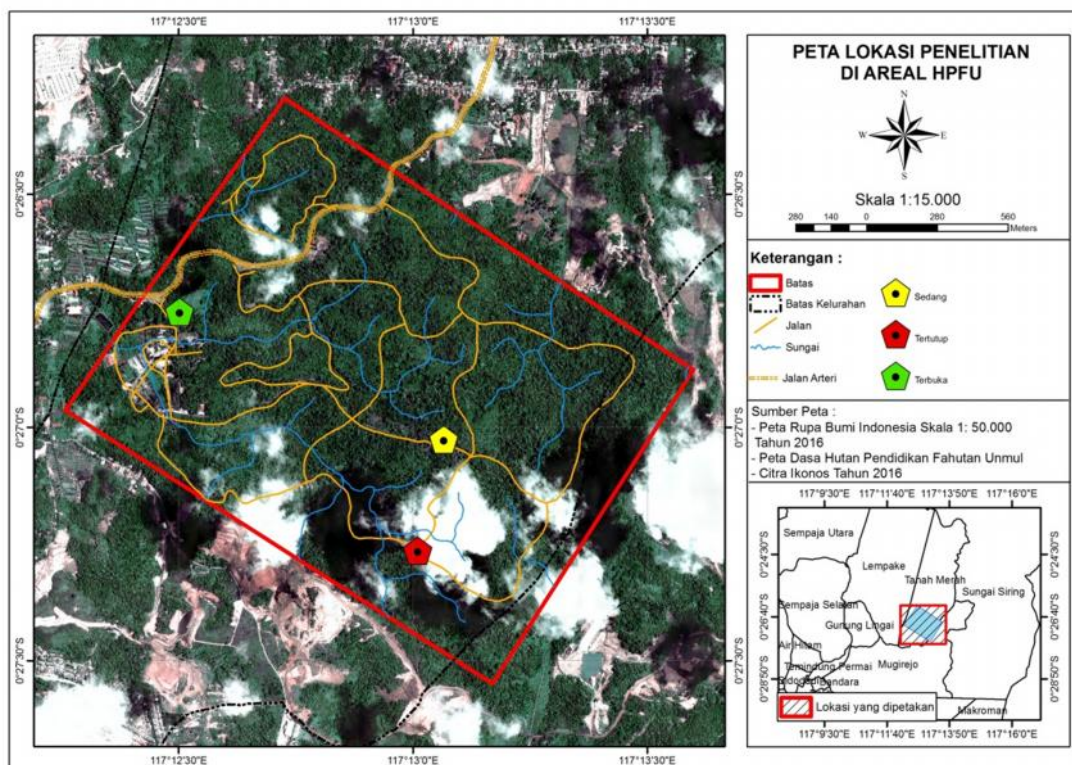 117°12'30"E 117°13'0"E 117°13'30"E
0°26'30"S
0°27'0"S
0°27'30"S
0°26'30"S
0°27'0"S
0°27'30"S
117°12'30"E 117°13'0"E 117°13'30"E
PETA LOKASI PENELITIAN
DI AREAL HPFU
N
W E
S
Skala 1:15.000
280 140 0 280 560
Meters
Keterangan :
Batas
Batas Kelurahan
Jalan
Sungai
Jalan Arteri
Sedang
Tertutup
Terbuka
Sumber Peta :
- Peta Rupa Bumi Indonesia Skala 1: 50.000
Tahun 2016
- Peta Dasa Hutan Pendidikan Fahutan Unmul
- Citra Ikonos Tahun 2016
117°9'30"E 117°11'40"E 117°13'50"E 117°16'0"E
0°24'30"S
0°26'40"S
0°28'50"S
0°24'30"S
0°26'40"S
0°28'50"S
Sempaja Utara
Lempake
Tanah Merah
Sungai Siring
Sempaja Selatan
Gunung Lingai
Air Hitam
Temindung Permai
Mugirejo
Bandara
Makroman
Lokasi yang dipetakan
117°9'30"E 117°11'40"E 117°13'50"E 117°16'0"E